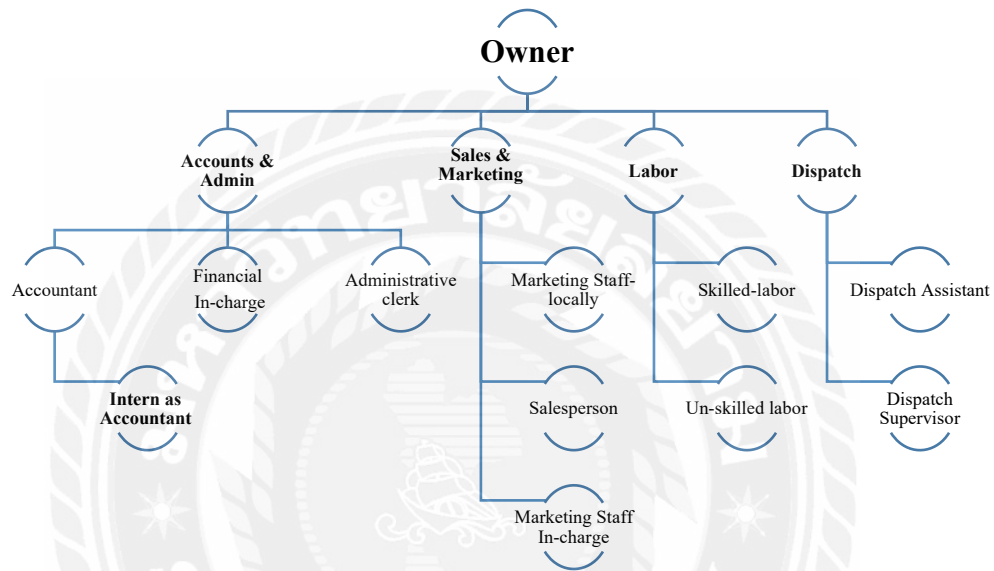 Owner
Accounts &
Admin
Sales &
Marketing
Labor
Dispatch
Accountant
Financial
In-charge
Administrative
clerk
Marketing Staff-
locally
Skilled-labor
Dispatch Assistant
Intern as
Accountant
Salesperson
Un-skilled labor
Dispatch
Supervisor
Marketing Staff
In-charge